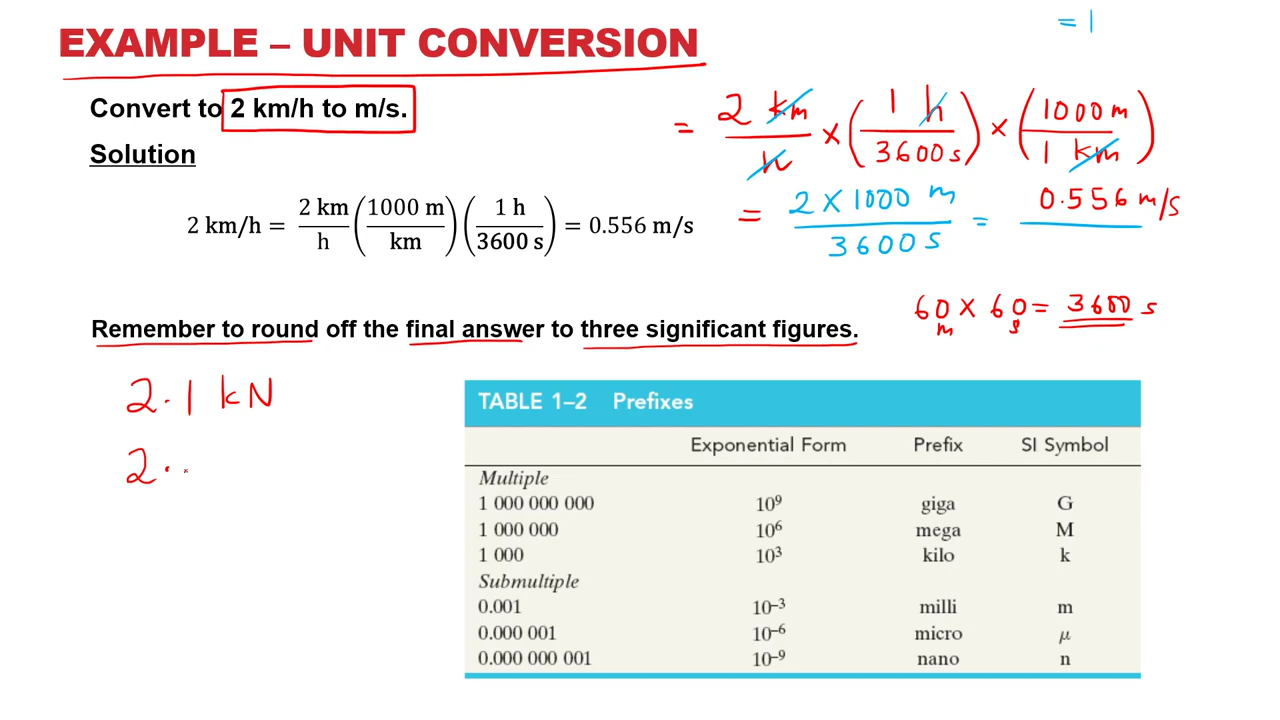 = 1
EXAMPLE – UNIT CONVERSION
Convert to 2 km/h to m/s.
Solution
= 2 km / h × (1 h / 3600 s) × (1000 m / 1 km)
= 2 × 1000 m / 3600 s = 0.556 m/s
2 km/h = 2 km / h (1000 m / km) (1 h / 3600 s) = 0.556 m/s
60 × 60 = 3600 s
m s
Remember to round off the final answer to three significant figures.
2.1 kN
2.
TABLE 1–2 Prefixes
Exponential Form Prefix SI Symbol
Multiple
1 000 000 000 10⁹ giga G
1 000 000 10⁶ mega M
1 000 10³ kilo k
Submultiple
0.001 10⁻³ milli m
0.000 001 10⁻⁶ micro μ
0.000 000 001 10⁻⁹ nano n